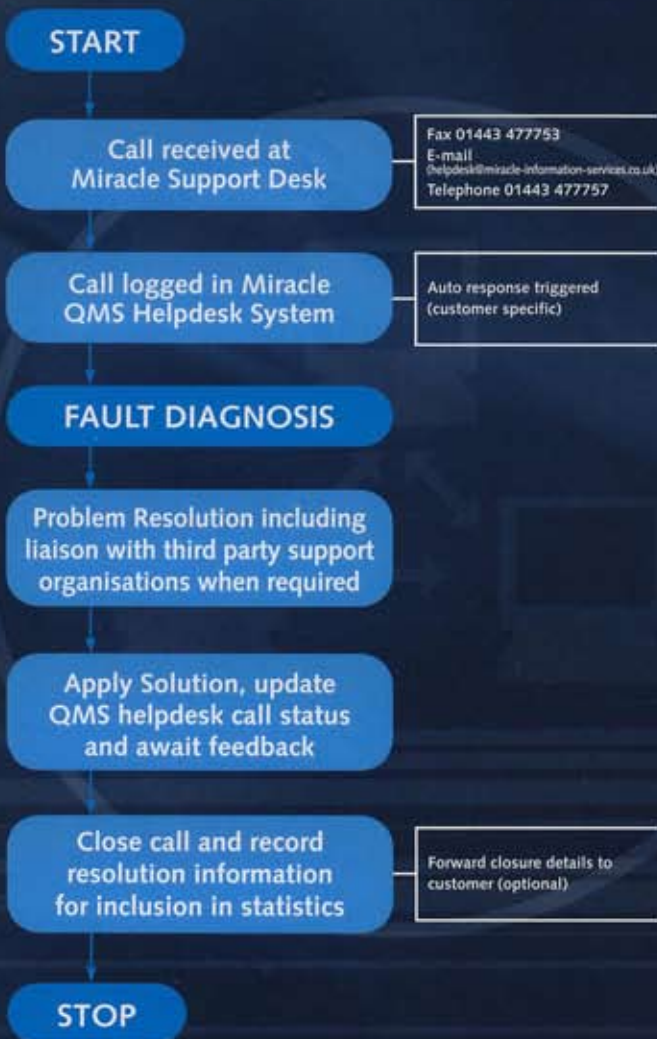 START
Call received at
Miracle Support Desk
Fax 01443 477753
E-mail
(helpdesk@miracle-information-services.co.uk)
Telephone 01443 477757
Call logged in Miracle
QMS Helpdesk System
Auto response triggered
(customer specific)
FAULT DIAGNOSIS
Problem Resolution including
liaison with third party support
organisations when required
Apply Solution, update
QMS helpdesk call status
and await feedback
Close call and record
resolution information
for inclusion in statistics
Forward closure details to
customer (optional)
STOP